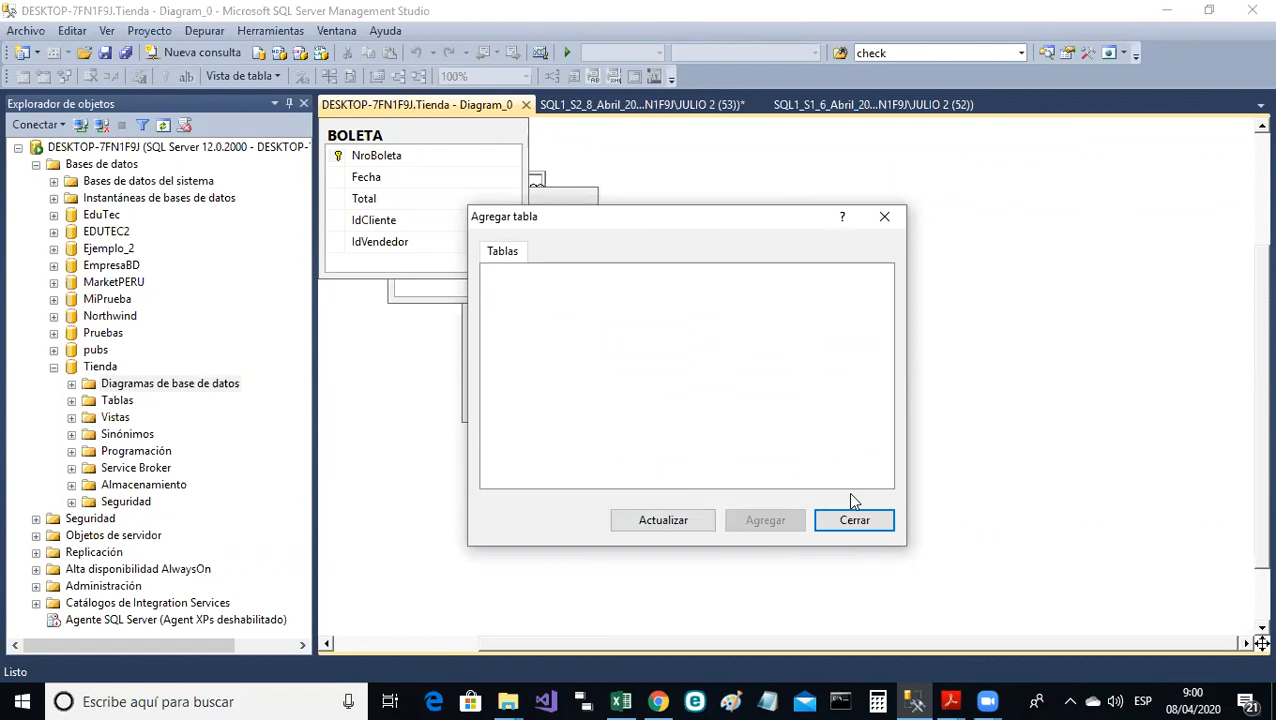 DESKTOP-7FN1F9J.Tienda - Diagram_0 - Microsoft SQL Server Management Studio
Archivo Editar Ver Proyecto Depurar Herramientas Ventana Ayuda
Nueva consulta check
Vista de tabla 100%
Explorador de objetos
DESKTOP-7FN1F9J.Tienda - Diagram_0 SQL1_S2_8_Abril_20...N1F9J\JULIO 2 (53))* SQL1_S1_6_Abril_20...N1F9J\JULIO 2 (52))
Conectar
DESKTOP-7FN1F9J (SQL Server 12.0.2000 - DESKTOP-
Bases de datos
Bases de datos del sistema
Instantáneas de bases de datos
EduTec
EDUTEC2
Ejemplo_2
EmpresaBD
MarketPERU
MiPrueba
Northwind
Pruebas
pubs
Tienda
Diagramas de base de datos
Tablas
Vistas
Sinónimos
Programación
Service Broker
Almacenamiento
Seguridad
Seguridad
Objetos de servidor
Replicación
Alta disponibilidad AlwaysOn
Administración
Catálogos de Integration Services
Agente SQL Server (Agent XPs deshabilitado)
BOLETA
NroBoleta
Fecha
Total
IdCliente
IdVendedor
Agregar tabla
?
Tablas
Actualizar Agregar Cerrar
Listo
Escribe aquí para buscar
ESP
9:00
08/04/2020
21